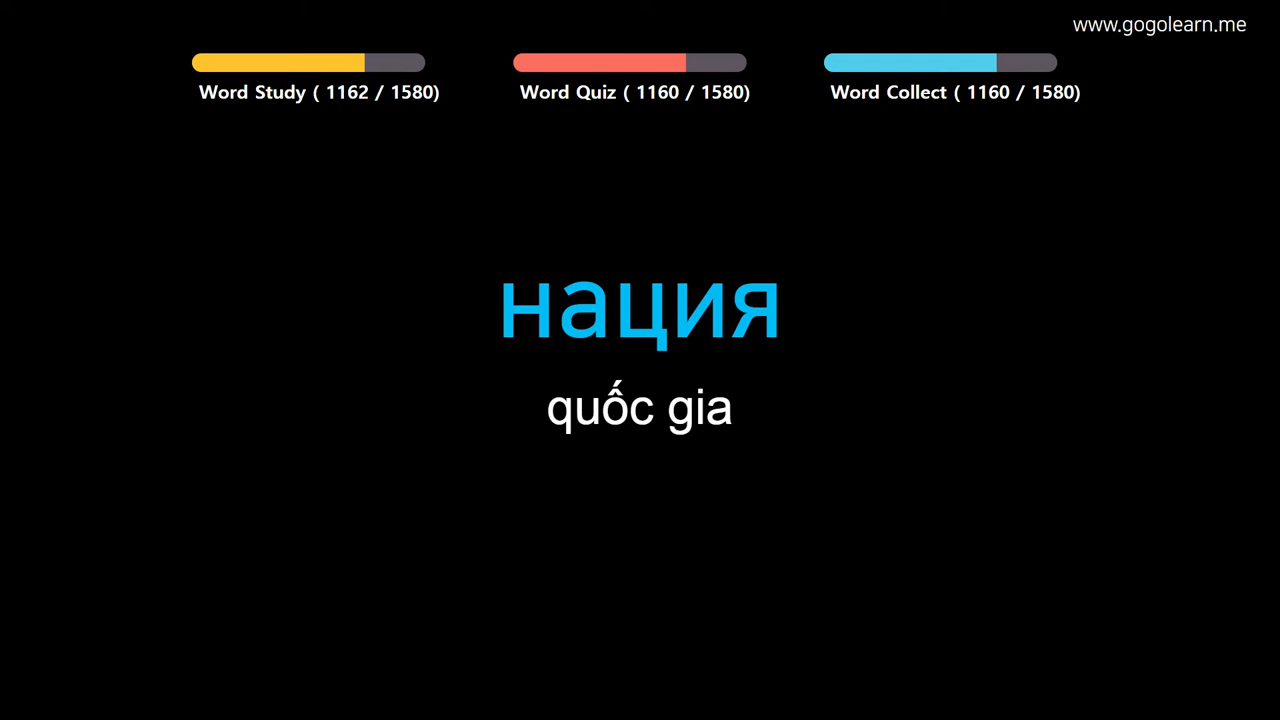 www.gogolearn.me
Word Study ( 1162 / 1580)
Word Quiz ( 1160 / 1580)
Word Collect ( 1160 / 1580)
нация
quốc gia